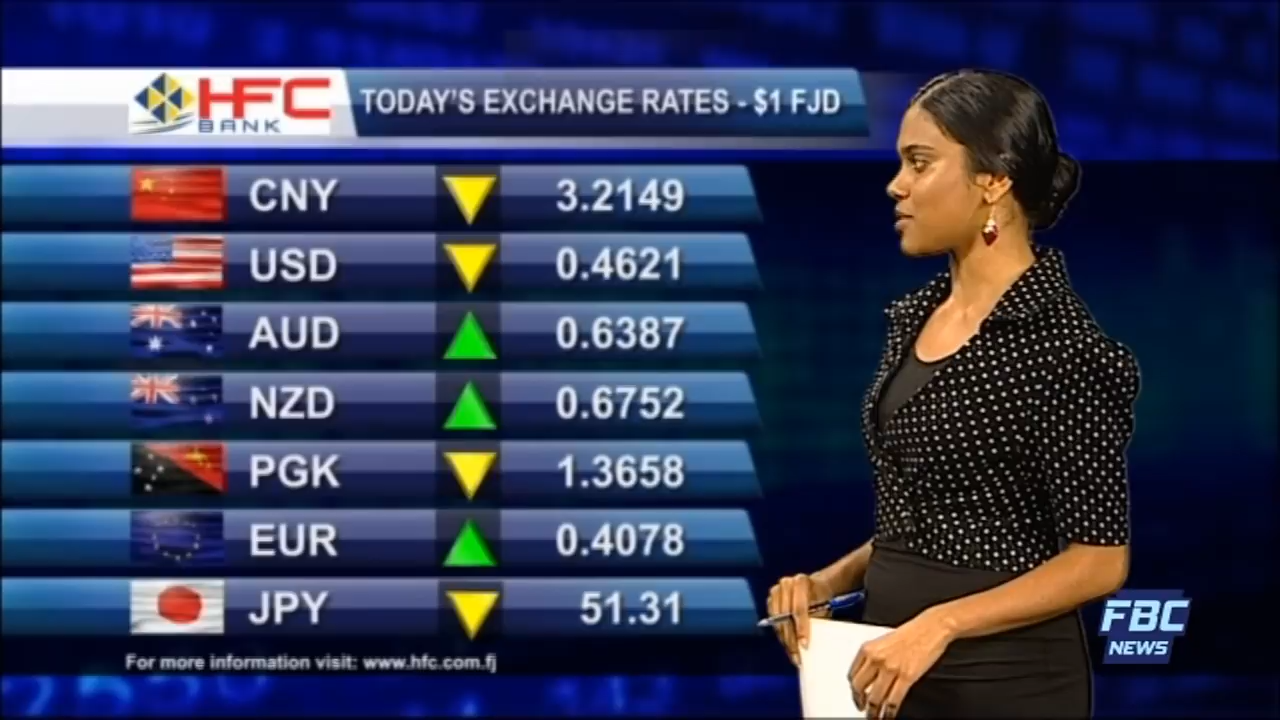 HFC
BANK
TODAY'S EXCHANGE RATES - $1 FJD
CNY 3.2149
USD 0.4621
AUD 0.6387
NZD 0.6752
PGK 1.3658
EUR 0.4078
JPY 51.31
For more information visit: www.hfc.com.fj
FBC
NEWS